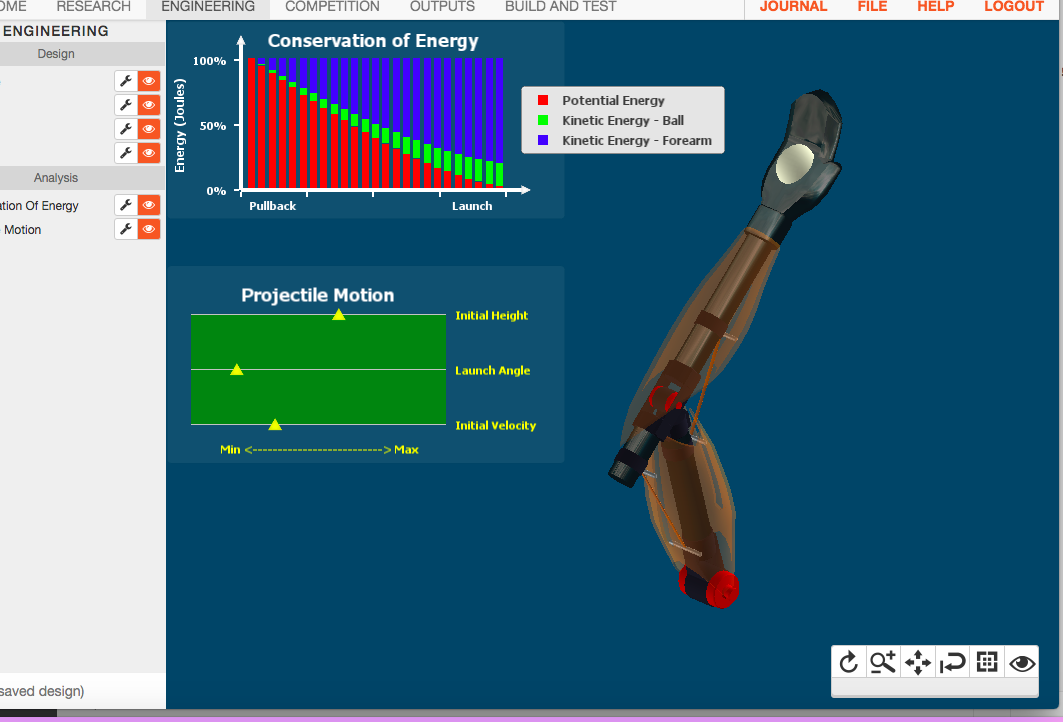 OME RESEARCH ENGINEERING COMPETITION OUTPUTS BUILD AND TEST JOURNAL FILE HELP LOGOUT
ENGINEERING
Design
Analysis
ation Of Energy
Motion
saved design)
Conservation of Energy
Energy (Joules)
100%
50%
0%
Pullback Launch
Potential Energy
Kinetic Energy - Ball
Kinetic Energy - Forearm
Projectile Motion
Initial Height
Launch Angle
Initial Velocity
Min <--------------------------> Max